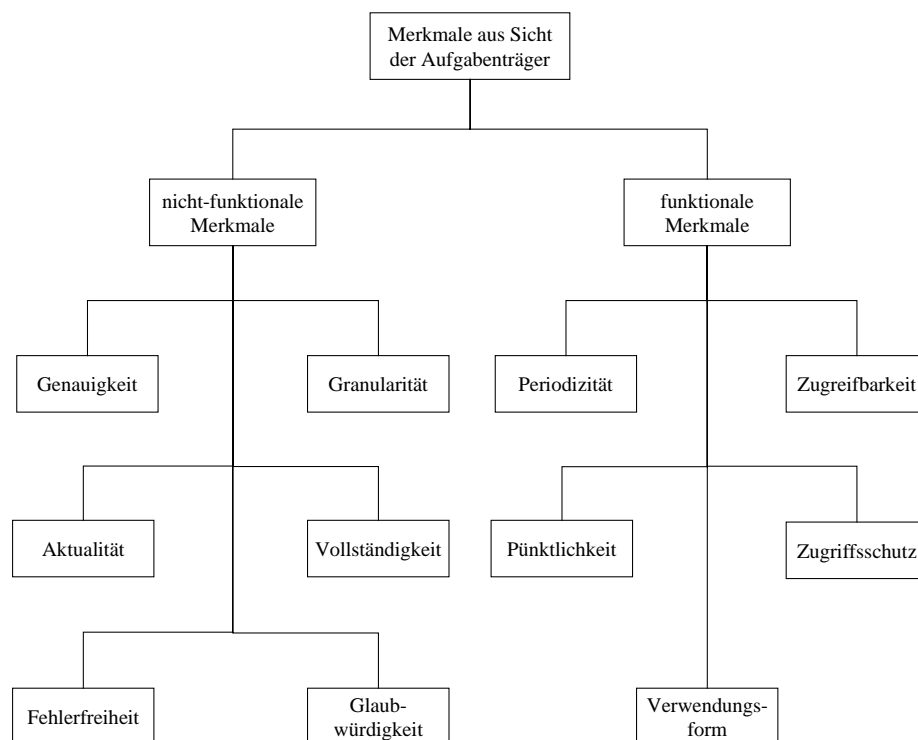 Merkmale aus Sicht
der Aufgabenträger
nicht-funktionale
Merkmale
funktionale
Merkmale
Genauigkeit
Granularität
Periodizität
Zugreifbarkeit
Aktualität
Vollständigkeit
Pünktlichkeit
Zugriffsschutz
Fehlerfreiheit
Glaub-
würdigkeit
Verwendungs-
form